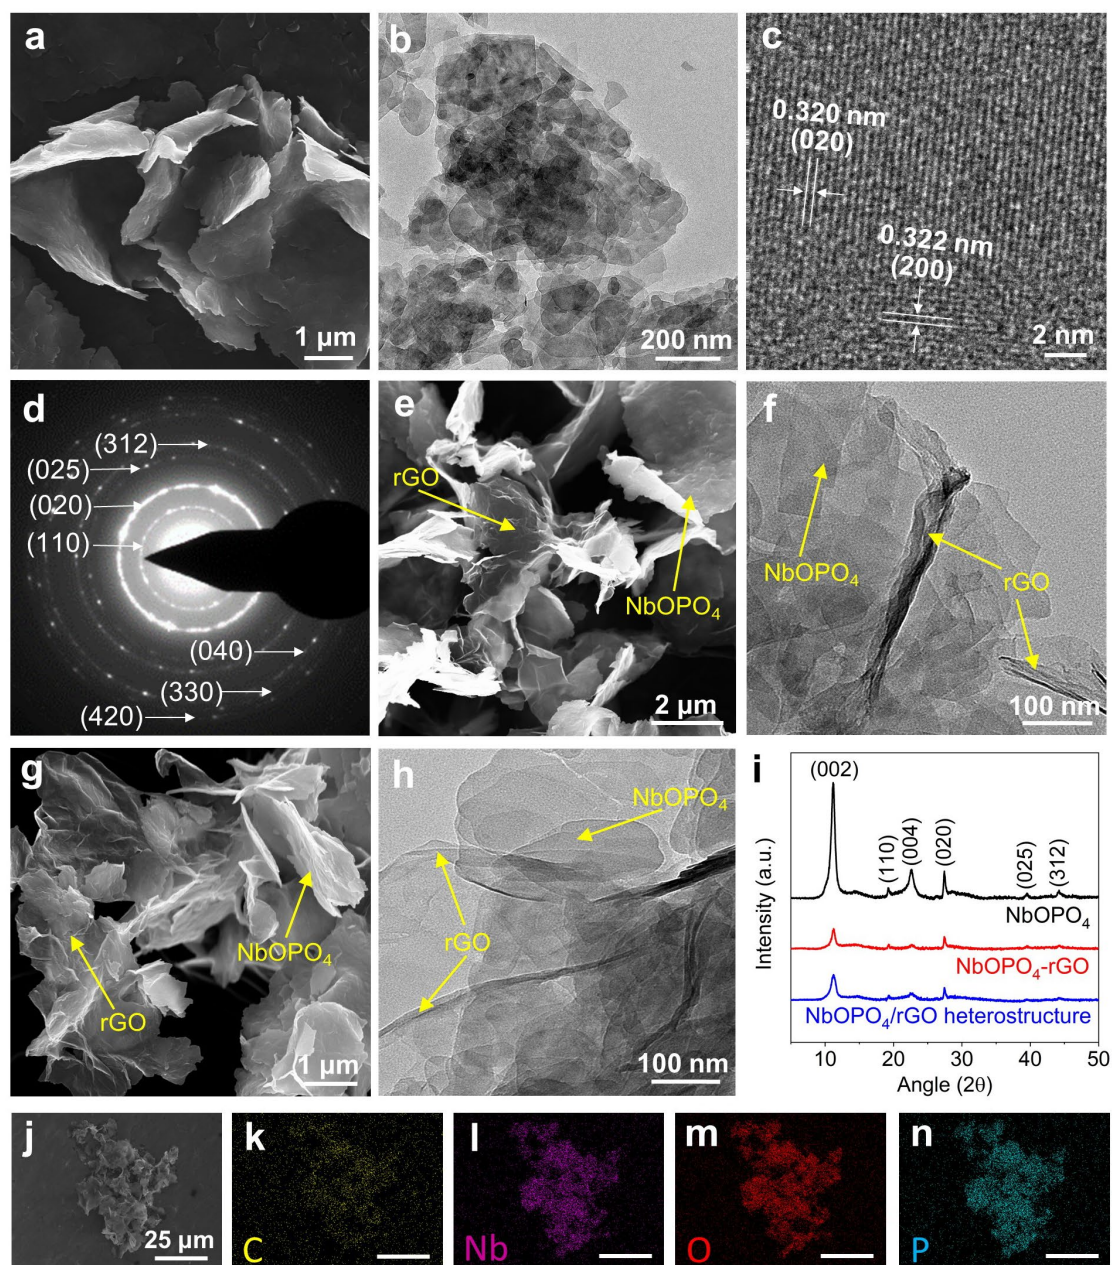 a
1 µm
b
200 nm
c
0.320 nm
(020)
0.322 nm
(200)
2 nm
d
(312)
(025)
(020)
(110)
(040)
(330)
(420)
e
rGO
NbOPO₄
2 µm
f
NbOPO₄
rGO
100 nm
g
NbOPO₄
rGO
1 µm
h
NbOPO₄
rGO
100 nm
i
(002)
(110)
(004)
(020)
(025)
(312)
NbOPO₄
NbOPO₄-rGO
NbOPO₄/rGO heterostructure
Intensity (a.u.)
10 20 30 40 50
Angle (2θ)
j
25 µm
k
C
l
Nb
m
O
n
P